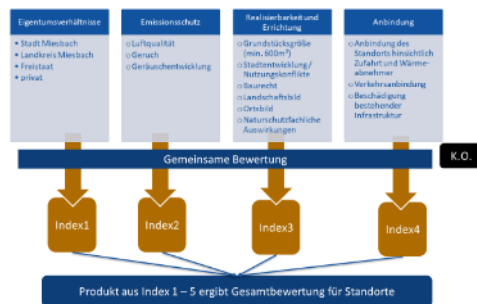 Eigentumsverhältnisse
• Stadt Miesbach
• Landkreis Miesbach
• Freistaat
• privat
Emissionsschutz
o Luftqualität
o Geruch
o Geräuschentwicklung
Realisierbarkeit und
Errichtung
o Grundstücksgröße
(min. 600m²)
o Stadtentwicklung/
Nutzungskonflikte
o Baurecht
o Landschaftsbild
o Ortsbild
o Naturschutzfachliche
Auswirkungen
Anbindung
o Anbindung des
Standorts hinsichtlich
Zufahrt und Wärme-
abnehmer
o Verkehrsanbindung
o Beschädigung
bestehender
Infrastruktur
Gemeinsame Bewertung
K.O.
Index1
Index2
Index3
Index4
Produkt aus Index 1 – 5 ergibt Gesamtbewertung für Standorte